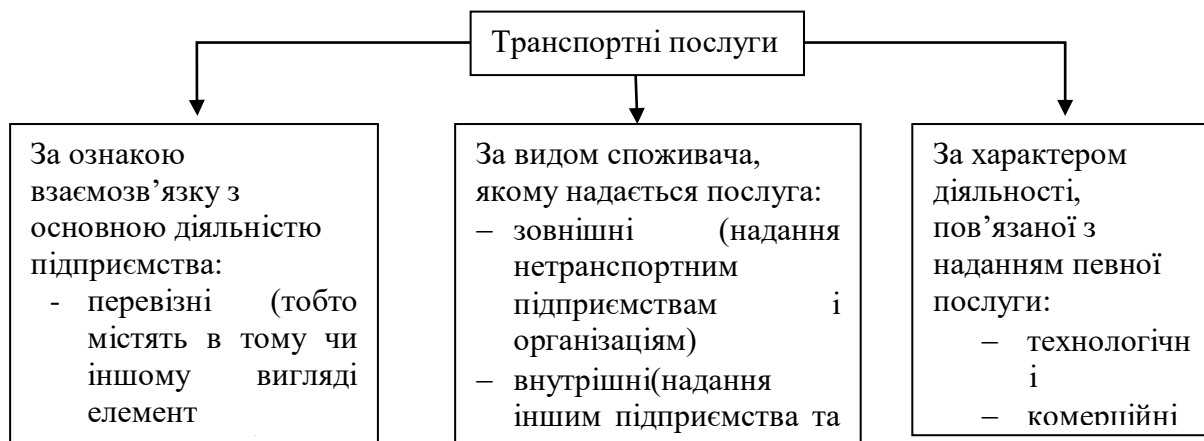 Транспортні послуги
За ознакою
взаємозв’язку з
основною діяльністю
підприємства:
- перевізні (тобто
містять в тому чи
іншому вигляді
елемент
За видом споживача,
якому надається послуга:
– зовнішні (надання
нетранспортним
підприємствам і
організаціям)
– внутрішні(надання
іншим підприємства та
За характером
діяльності,
пов’язаної з
наданням певної
послуги:
– технологічн
і
– комерційні